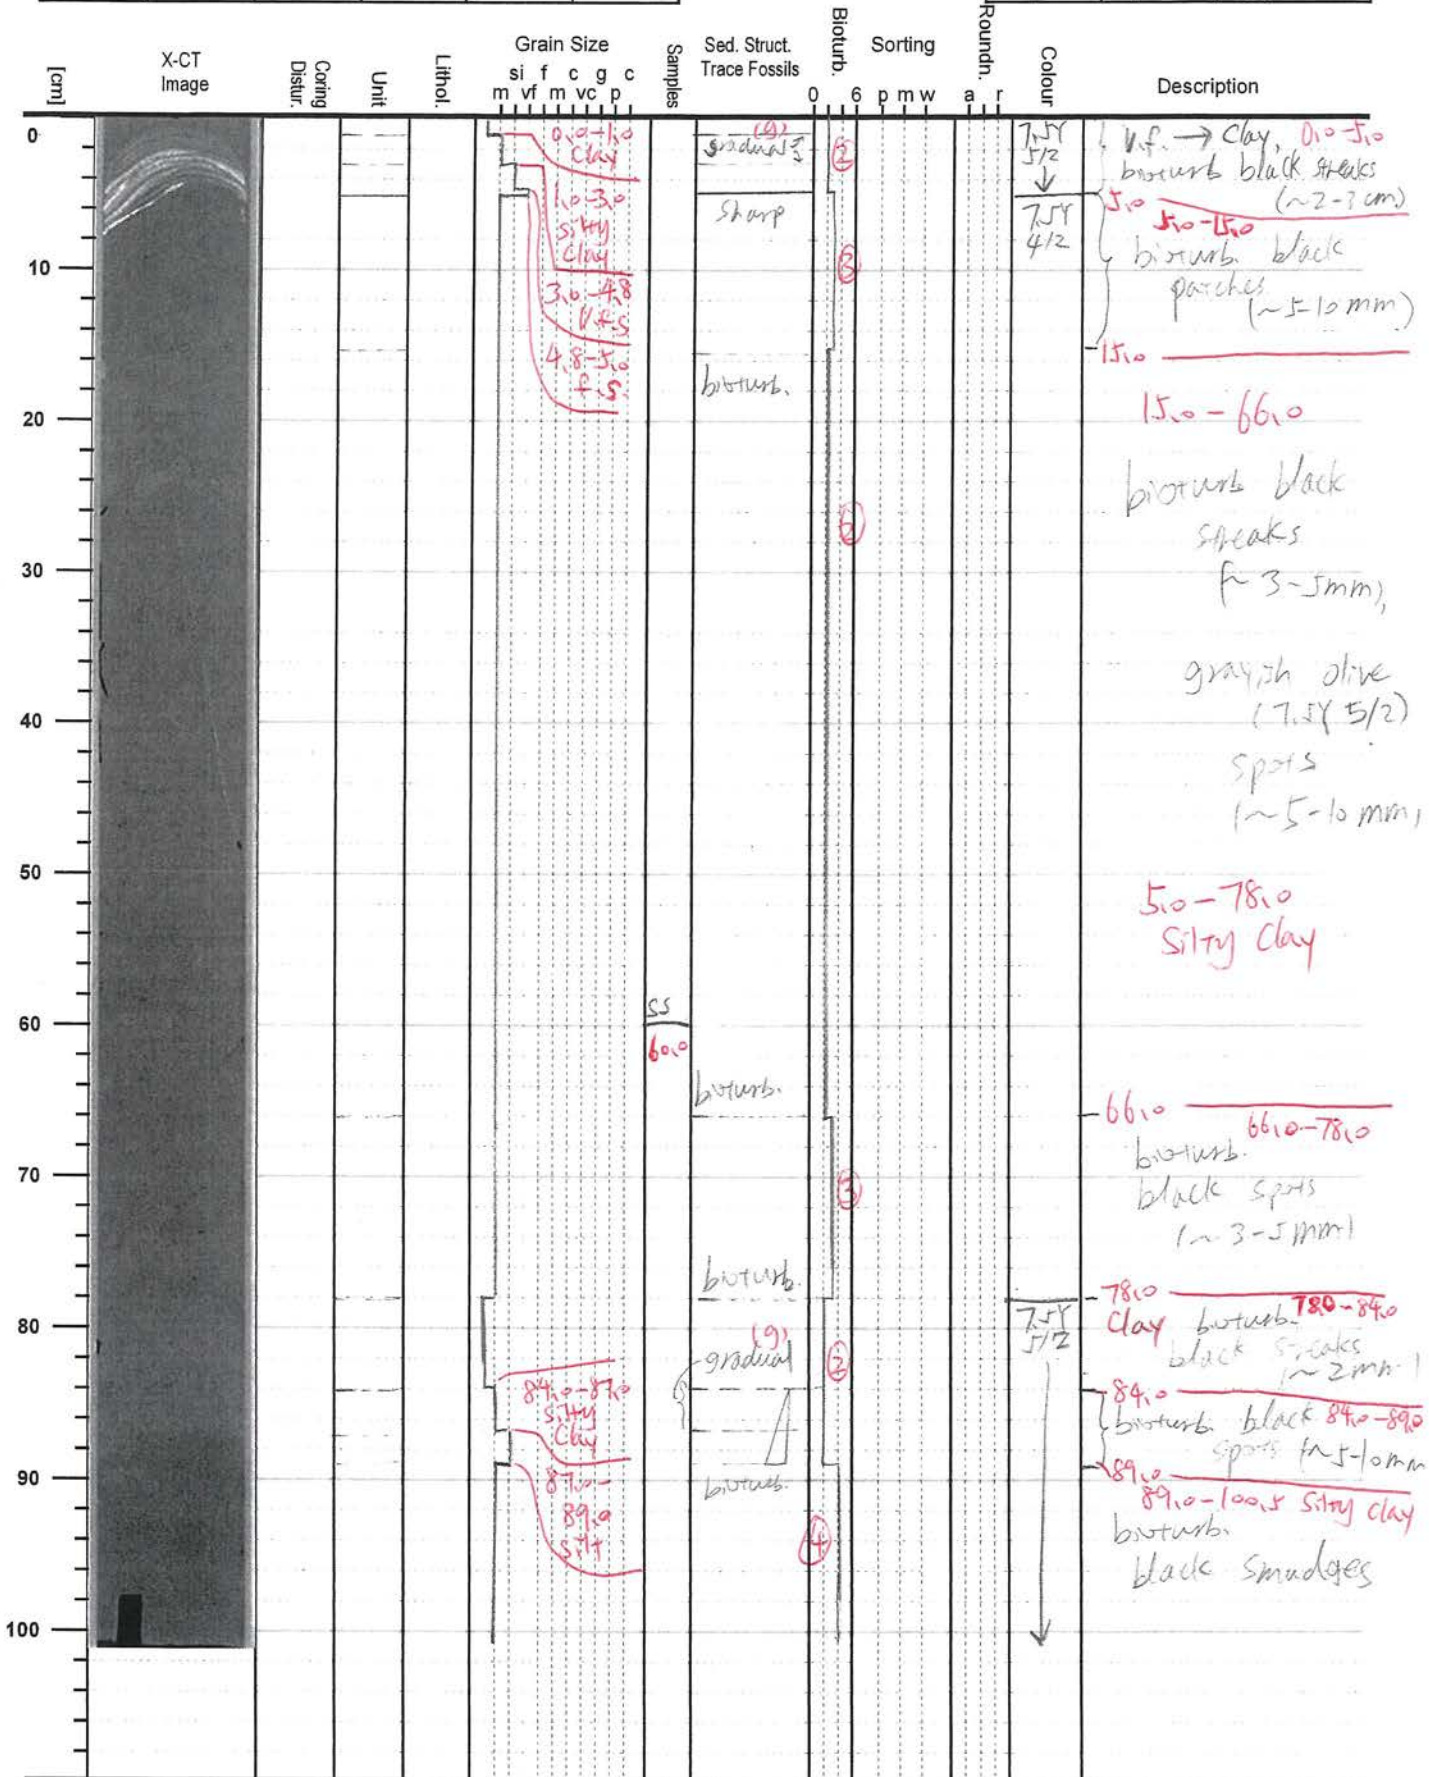 [cm]
X-CT
Image
Coring
Distur.
Unit
Lithol.
Grain Size
si f c g c
m vf m vc p
Samples
Sed. Struct.
Trace Fossils
Bioturb.
0 6
Sorting
p m w
Roundn.
a r
Colour
Description
0
10
20
30
40
50
60
70
80
90
100
0.0-1.0
Clay
1.0-3.0
silty
Clay
3.0-4.8
V.f.S
4.8-5.0
f.S.
84.0-87.0
Silty
Clay
87.0-
89.0
silt
SS
60.0
(g)
gradual
sharp
bioturb.
bioturb.
bioturb.
(g)
gradual
bioturb.
2
3
2
3
2
4
7.5Y
5/2
7.5Y
4/2
7.5Y
5/2
V.f. → Clay, 0.0-5.0
bioturb black streaks
(~2-3 cm)
5.0
5.0-15.0
bioturb. black
patches
(~5-10 mm)
15.0
15.0-66.0
bioturb black
streaks
(~3-5mm),
grayish olive
(7.5Y 5/2)
spots
(~5-10 mm)
5.0-78.0
Silty Clay
66.0
66.0-78.0
bioturb.
black spots
(~3-5mm)
78.0
Clay bioturb. 78.0-84.0
black streaks
(~2mm)
84.0
bioturb. black 84.0-89.0
spots (~5-10mm
89.0
89.0-100.5 Silty Clay
bioturb.
black smudges